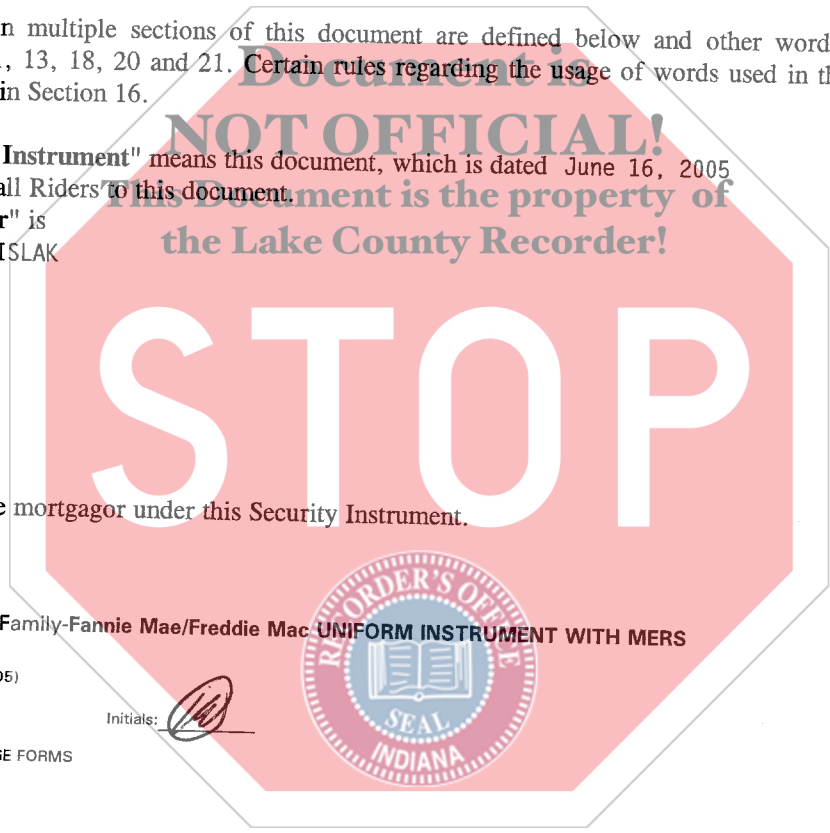 n multiple sections of this document are defined below and other word
, 13, 18, 20 and 21. Certain rules regarding the usage of words used in th
in Section 16.
Document is
NOT OFFICIAL!
This Document is the property of
the Lake County Recorder!
Instrument" means this document, which is dated June 16, 2005
all Riders to this document.
r" is
ISLAK
STOP
e mortgagor under this Security Instrument.
RECORDER'S OFFICE
SEAL
INDIANA
Family-Fannie Mae/Freddie Mac UNIFORM INSTRUMENT WITH MERS
05)
Initials:
GE FORMS